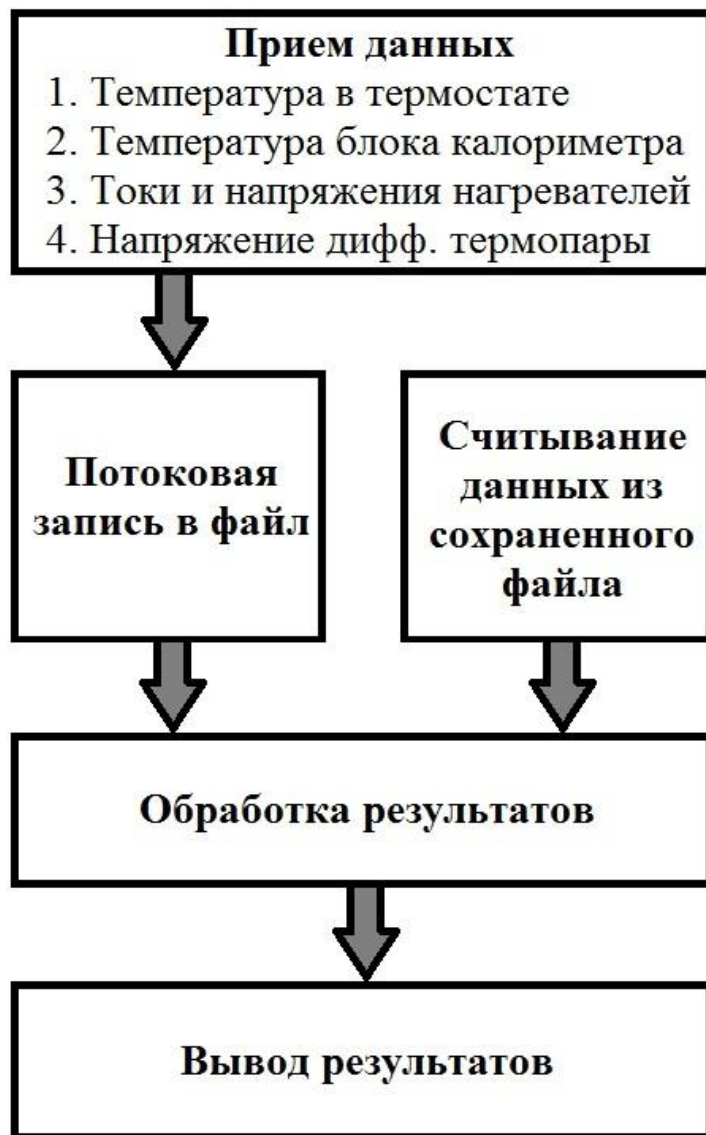 Прием данных
1. Температура в термостате
2. Температура блока калориметра
3. Токи и напряжения нагревателей
4. Напряжение дифф. термопары
Потоковая
запись в файл
Считывание
данных из
сохраненного
файла
Обработка результатов
Вывод результатов